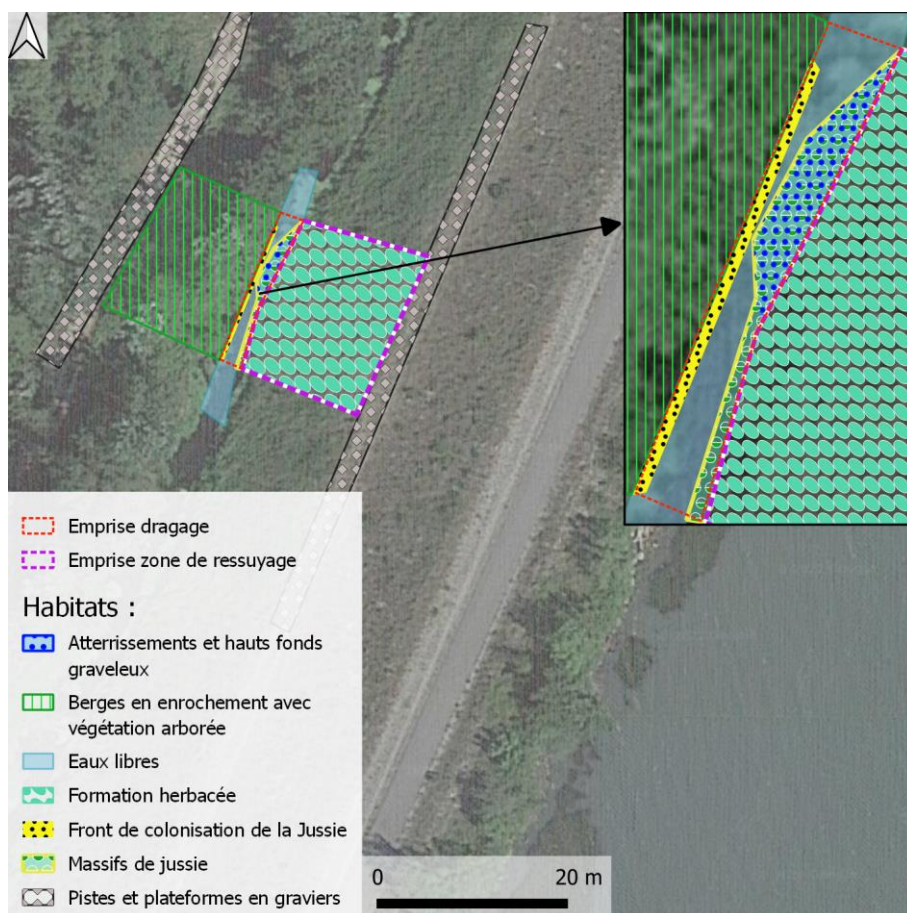 Emprise dragage
Emprise zone de ressuyage
Habitats :
Atterrissements et hauts fonds
graveleux
Berges en enrochement avec
végétation arborée
Eaux libres
Formation herbacée
Front de colonisation de la Jussie
Massifs de jussie
Pistes et plateformes en graviers
0 20 m